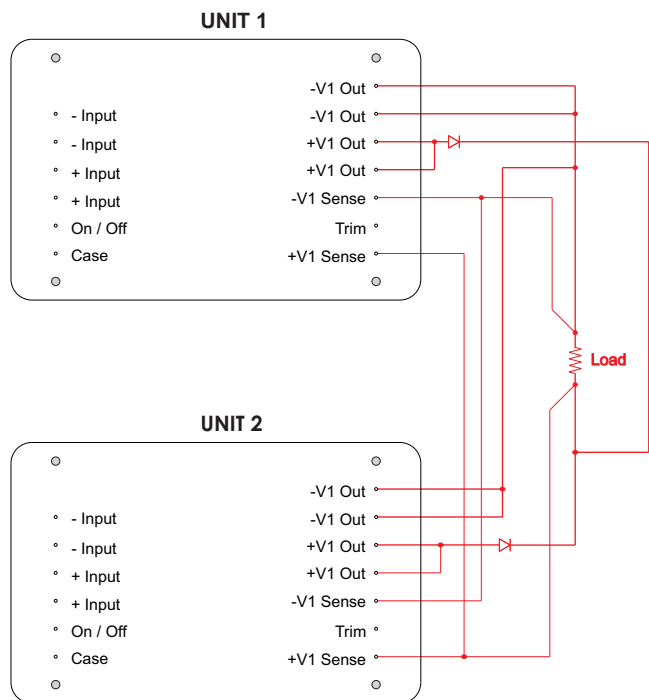 UNIT 1
-V1 Out
- Input
-V1 Out
- Input
+V1 Out
+ Input
+V1 Out
+ Input
-V1 Sense
On / Off
Trim
Case
+V1 Sense
Load
UNIT 2
-V1 Out
- Input
-V1 Out
- Input
+V1 Out
+ Input
+V1 Out
+ Input
-V1 Sense
On / Off
Trim
Case
+V1 Sense